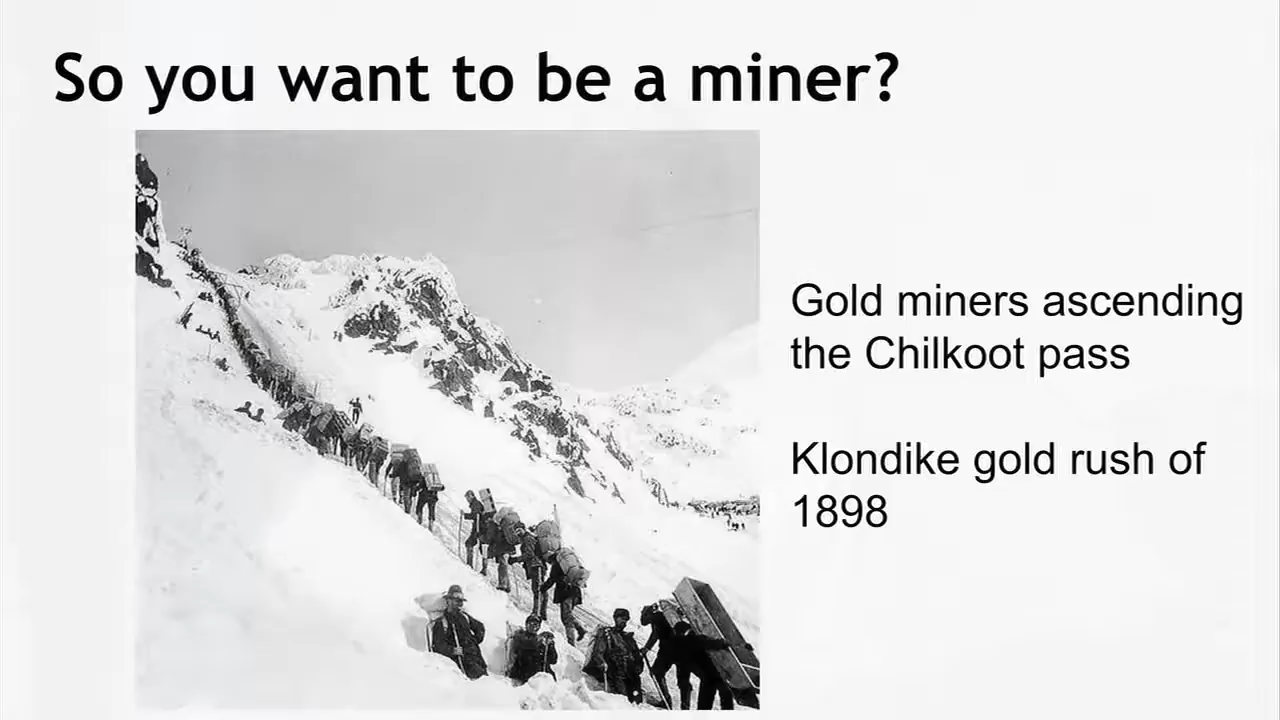 So you want to be a miner?
Gold miners ascending
the Chilkoot pass
Klondike gold rush of
1898